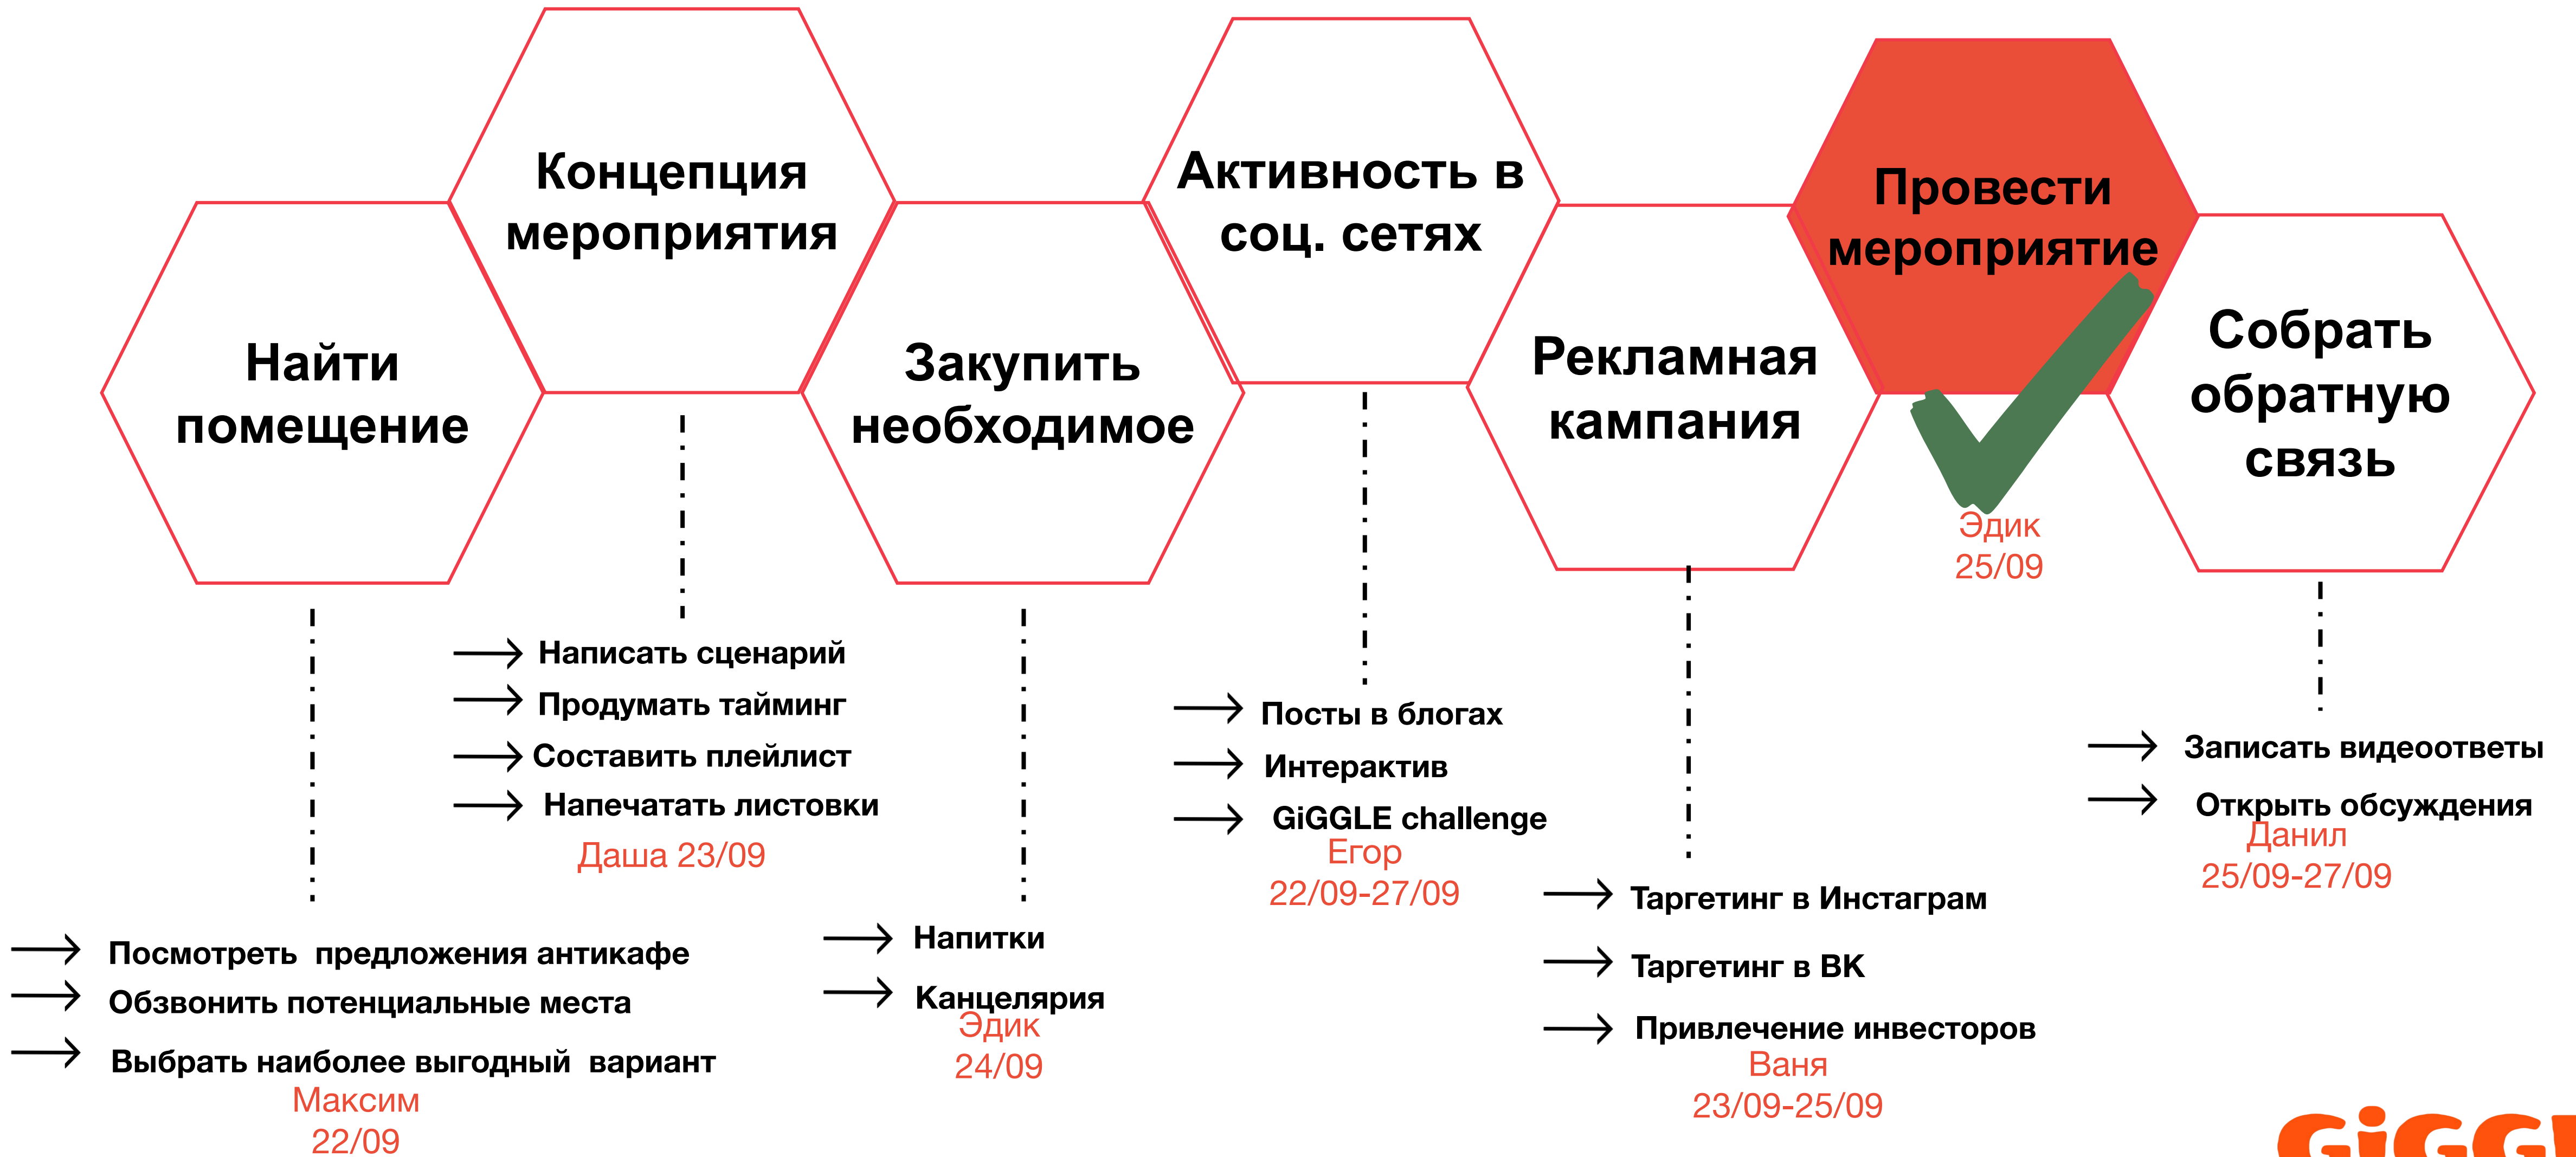 Найти
помещение
Посмотреть предложения антикафе
Обзвонить потенциальные места
Выбрать наиболее выгодный вариант
Максим
22/09
Концепция
мероприятия
Написать сценарий
Продумать тайминг
Составить плейлист
Напечатать листовки
Даша 23/09
Закупить
необходимое
Напитки
Канцелярия
Эдик
24/09
Активность в
соц. сетях
Посты в блогах
Интерактив
GiGGLE challenge
Егор
22/09-27/09
Рекламная
кампания
Таргетинг в Инстаграм
Таргетинг в ВК
Привлечение инвесторов
Ваня
23/09-25/09
Провести
мероприятие
Эдик
25/09
Собрать
обратную
связь
Записать видеоответы
Открыть обсуждения
Данил
25/09-27/09